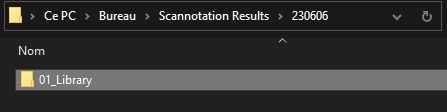 Ce PC > Bureau > Scannotation Results > 230606
Nom
01_Library